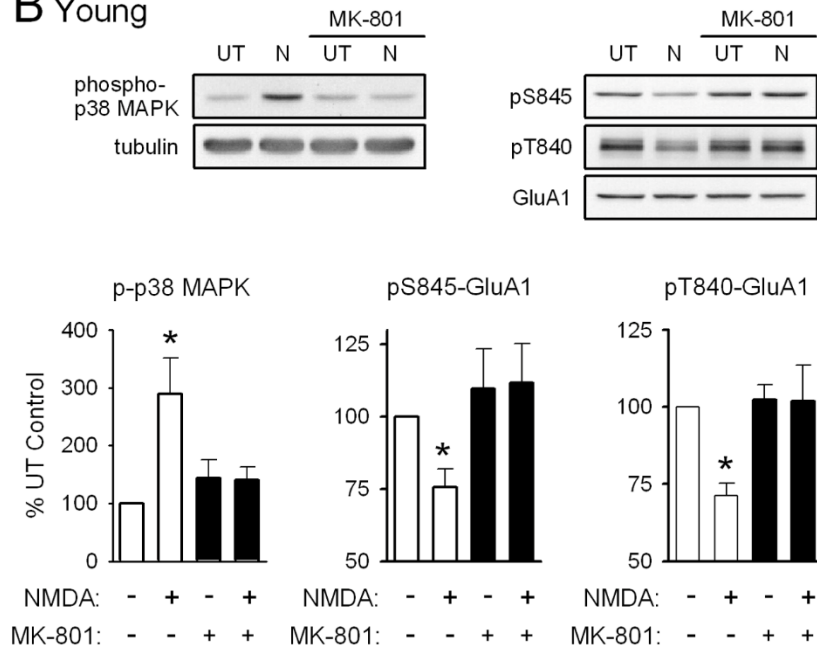 B Young
MK-801
UT N UT N
phospho-
p38 MAPK
tubulin
MK-801
UT N UT N
pS845
pT840
GluA1
p-p38 MAPK
% UT Control
400
300
200
100
0
NMDA: - + - +
MK-801: - - + +
pS845-GluA1
125
100
75
50
*
NMDA: - + - +
MK-801: - - + +
pT840-GluA1
125
100
75
50
*
NMDA: - + - +
MK-801: - - + +